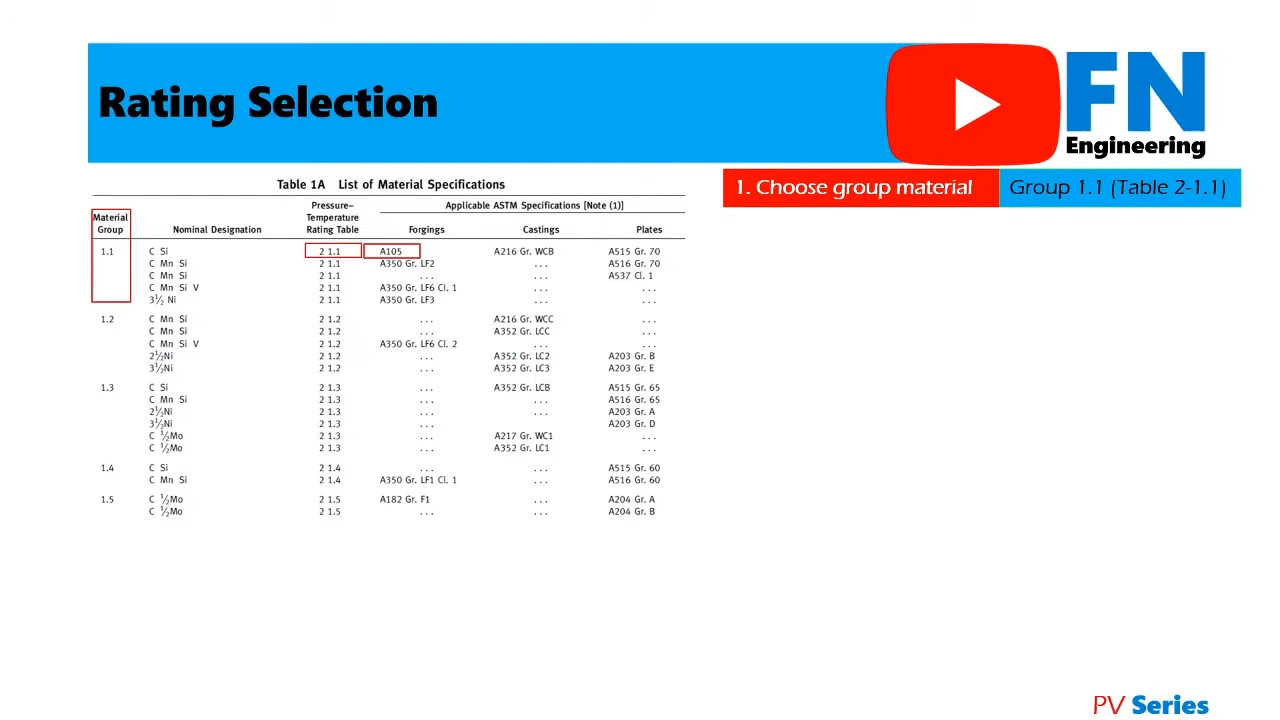 Rating Selection
FN
Engineering
1. Choose group material Group 1.1 (Table 2-1.1)
Table 1A List of Material Specifications
Material Group Nominal Designation Pressure– Temperature Rating Table Applicable ASTM Specifications [Note (1)]
Forgings Castings Plates
1.1 C Si 2 1.1 A105 A216 Gr. WCB A515 Gr. 70
C Mn Si 2 1.1 A350 Gr. LF2 ... A516 Gr. 70
C Mn Si 2 1.1 ... ... A537 Cl. 1
C Mn Si V 2 1.1 A350 Gr. LF6 Cl. 1 ... ...
3½ Ni 2 1.1 A350 Gr. LF3 ... ...
1.2 C Mn Si 2 1.2 ... A216 Gr. WCC ...
C Mn Si 2 1.2 ... A352 Gr. LCC ...
C Mn Si V 2 1.2 A350 Gr. LF6 Cl. 2 ... ...
2½Ni 2 1.2 ... A352 Gr. LC2 A203 Gr. B
3½Ni 2 1.2 ... A352 Gr. LC3 A203 Gr. E
1.3 C Si 2 1.3 ... A352 Gr. LCB A515 Gr. 65
C Mn Si 2 1.3 ... ... A516 Gr. 65
2½Ni 2 1.3 ... ... A203 Gr. A
3½Ni 2 1.3 ... A203 Gr. D
C ½Mo 2 1.3 ... A217 Gr. WC1 ...
C ½Mo 2 1.3 ... A352 Gr. LC1 ...
1.4 C Si 2 1.4 ... ... A515 Gr. 60
C Mn Si 2 1.4 A350 Gr. LF1 Cl. 1 ... A516 Gr. 60
1.5 C ½Mo 2 1.5 A182 Gr. F1 ... A204 Gr. A
C ½Mo 2 1.5 ... ... A204 Gr. B
PV Series